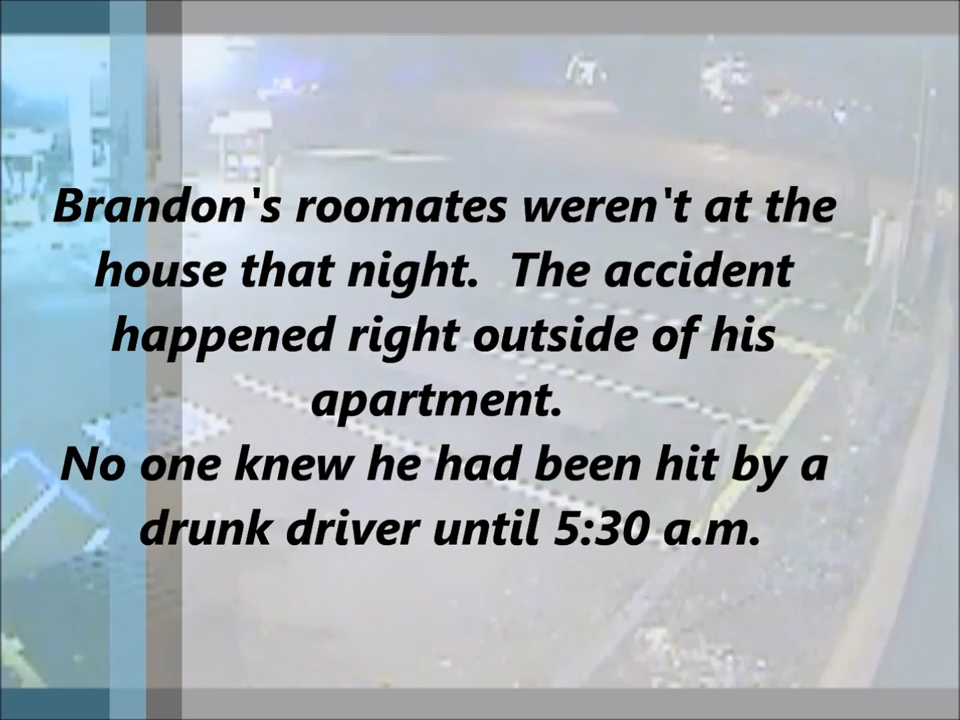 Brandon's roomates weren't at the
house that night.  The accident
happened right outside of his
apartment.
No one knew he had been hit by a
drunk driver until 5:30 a.m.